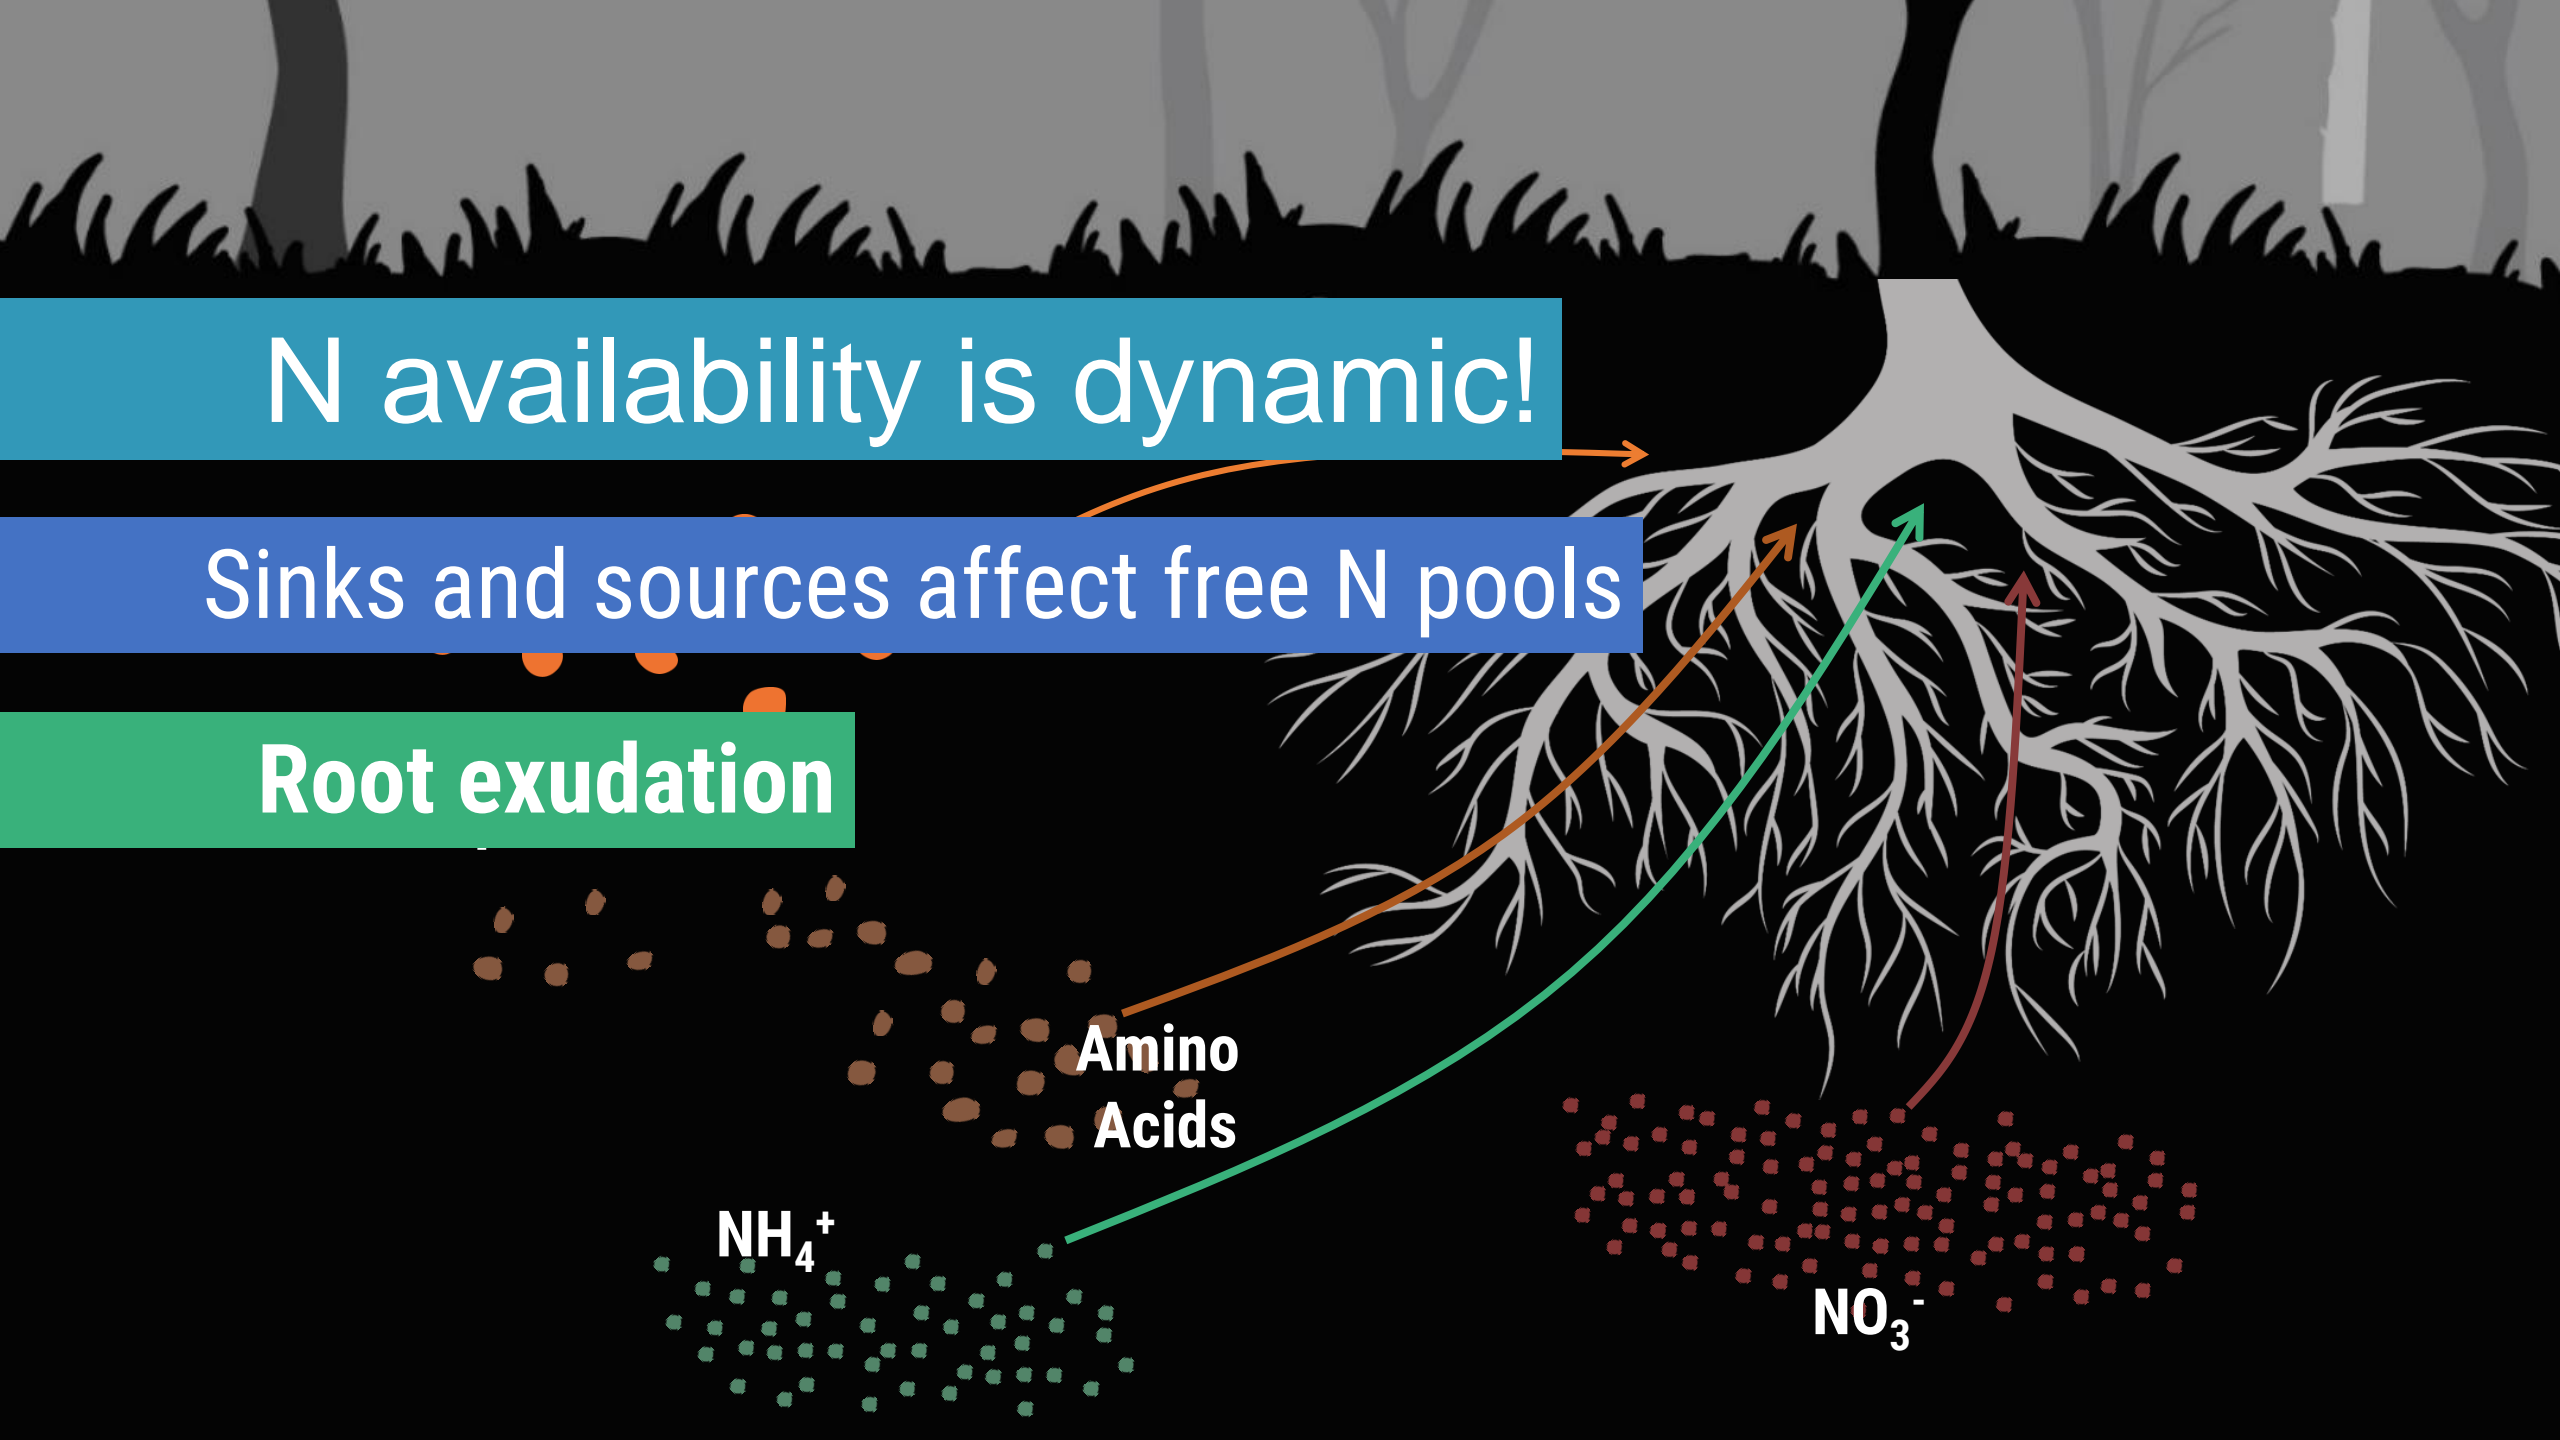 N availability is dynamic!
Sinks and sources affect free N pools
Root exudation
Amino
Acids
NH₄⁺
NO₃⁻